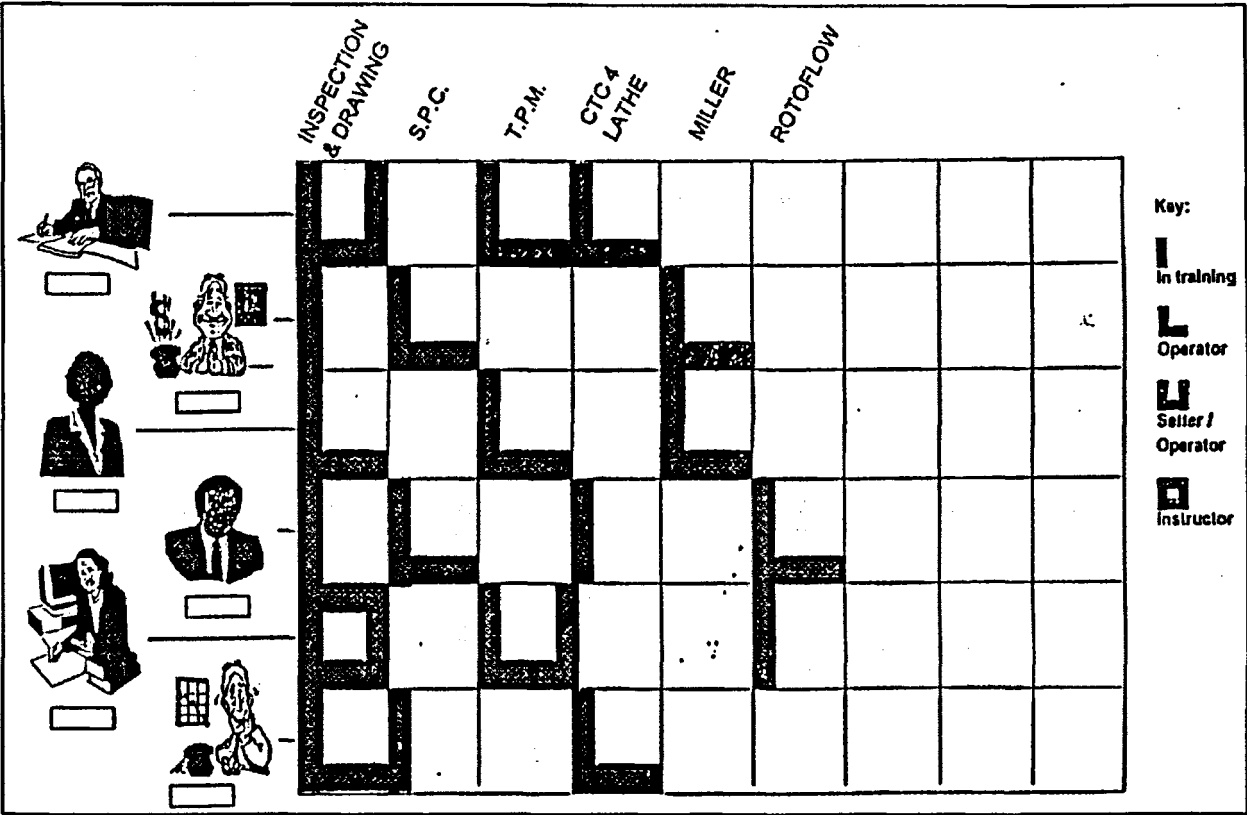 INSPECTION
& DRAWING
S.P.C.
T.P.M.
CTC 4
LATHE
MILLER
ROTOFLOW
Key:
In training
Operator
Setter /
Operator
Instructor